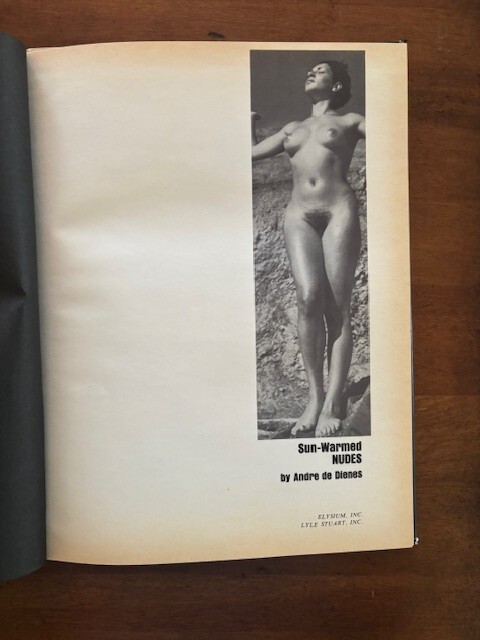 Sun-Warmed
NUDES
by Andre de Dienes
ELYSIUM, INC.
LYLE STUART, INC.